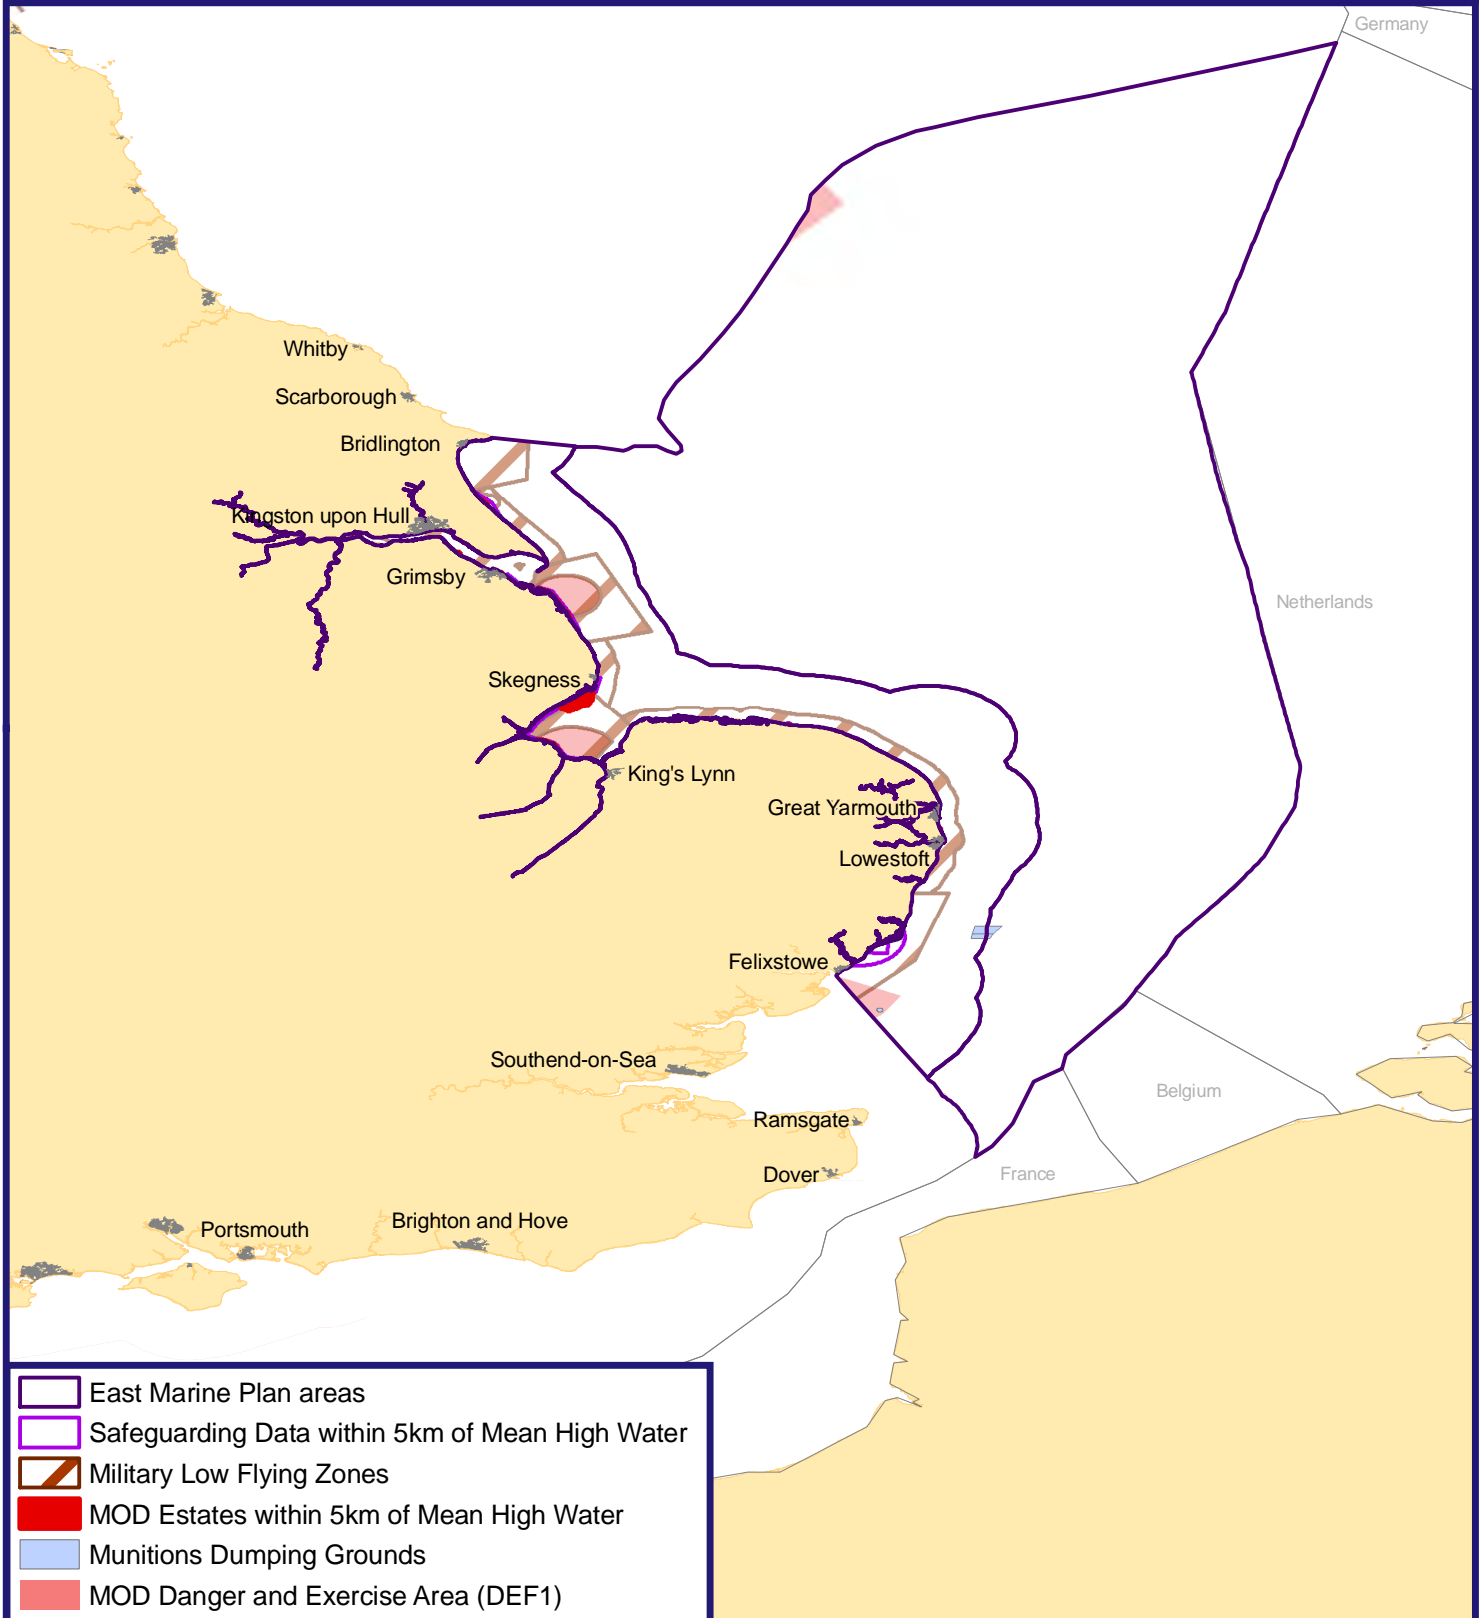 Germany
Whitby
Scarborough
Bridlington
Kingston upon Hull
Grimsby
Netherlands
Skegness
King's Lynn
Great Yarmouth
Lowestoft
Felixstowe
Southend-on-Sea
Belgium
Ramsgate
Dover
France
Brighton and Hove
Portsmouth
East Marine Plan areas
Safeguarding Data within 5km of Mean High Water
Military Low Flying Zones
MOD Estates within 5km of Mean High Water
Munitions Dumping Grounds
MOD Danger and Exercise Area (DEF1)